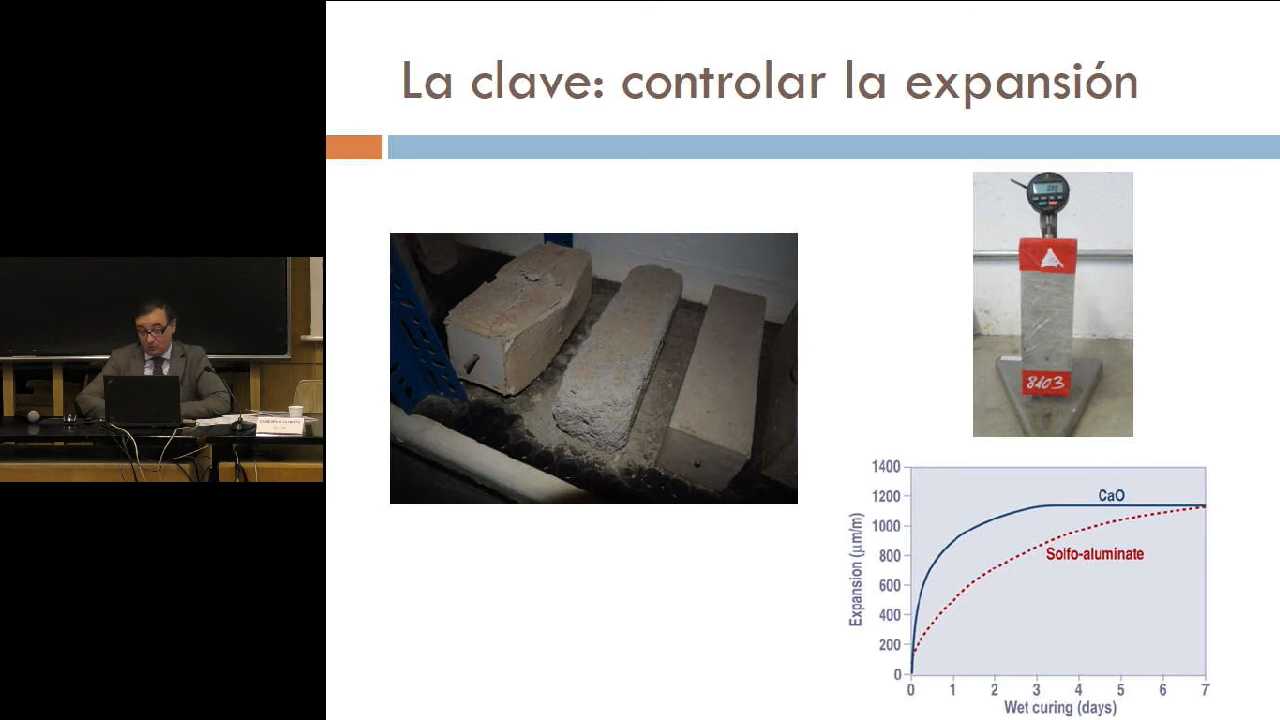 La clave: controlar la expansión
8103
1400
1200
1000
800
600
400
200
0
Expansion (μm/m)
CaO
Solfo-aluminate
0 1 2 3 4 5 6 7
Wet curing (days)